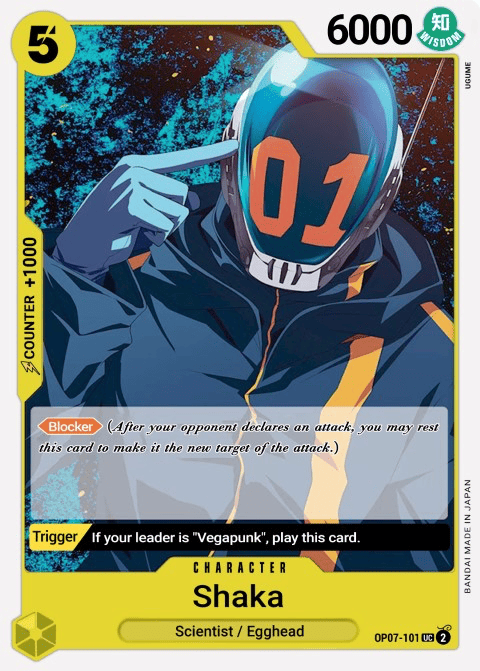 5
6000
知
WISDOM
UGUME
01
COUNTER +1000
Blocker (After your opponent declares an attack, you may rest
this card to make it the new target of the attack.)
Trigger If your leader is "Vegapunk", play this card.
CHARACTER
Shaka
Scientist / Egghead
OP07-101 UC 2
BANDAI MADE IN JAPAN